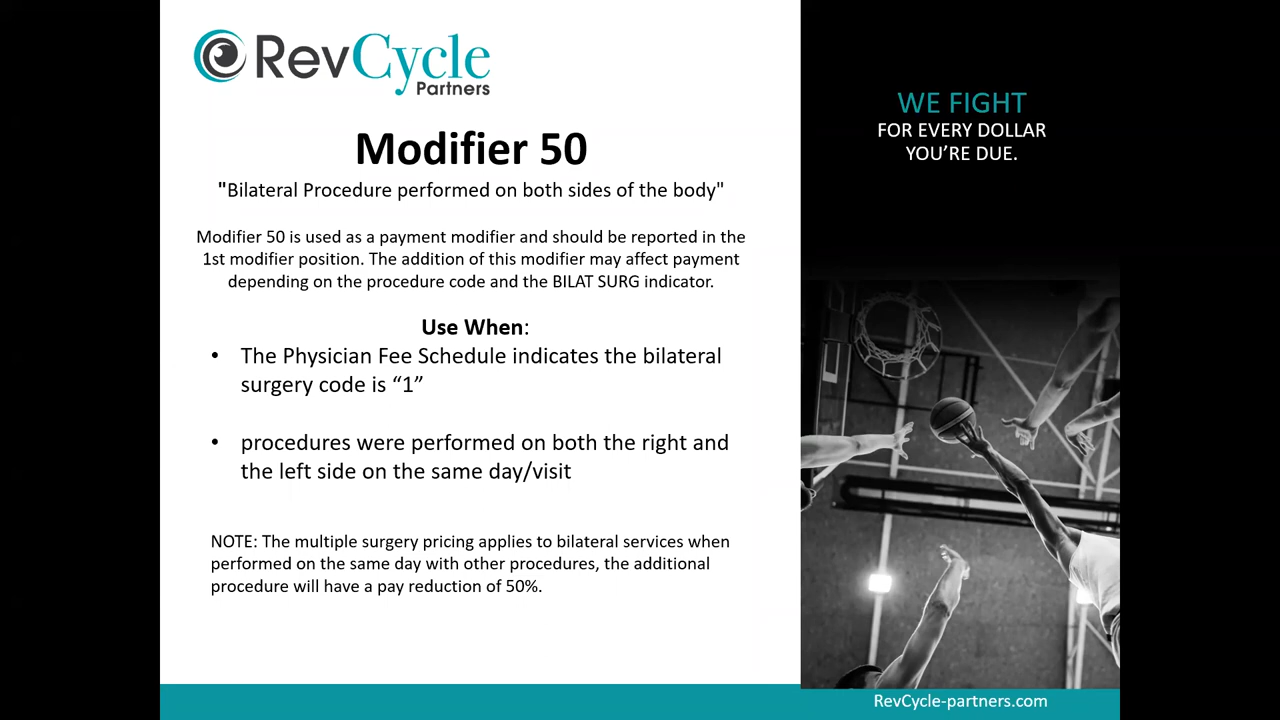 RevCycle
Partners
Modifier 50
"Bilateral Procedure performed on both sides of the body"
Modifier 50 is used as a payment modifier and should be reported in the
1st modifier position. The addition of this modifier may affect payment
depending on the procedure code and the BILAT SURG indicator.
Use When:
• The Physician Fee Schedule indicates the bilateral
surgery code is “1”
• procedures were performed on both the right and
the left side on the same day/visit
NOTE: The multiple surgery pricing applies to bilateral services when
performed on the same day with other procedures, the additional
procedure will have a pay reduction of 50%.
WE FIGHT
FOR EVERY DOLLAR
YOU’RE DUE.
RevCycle-partners.com